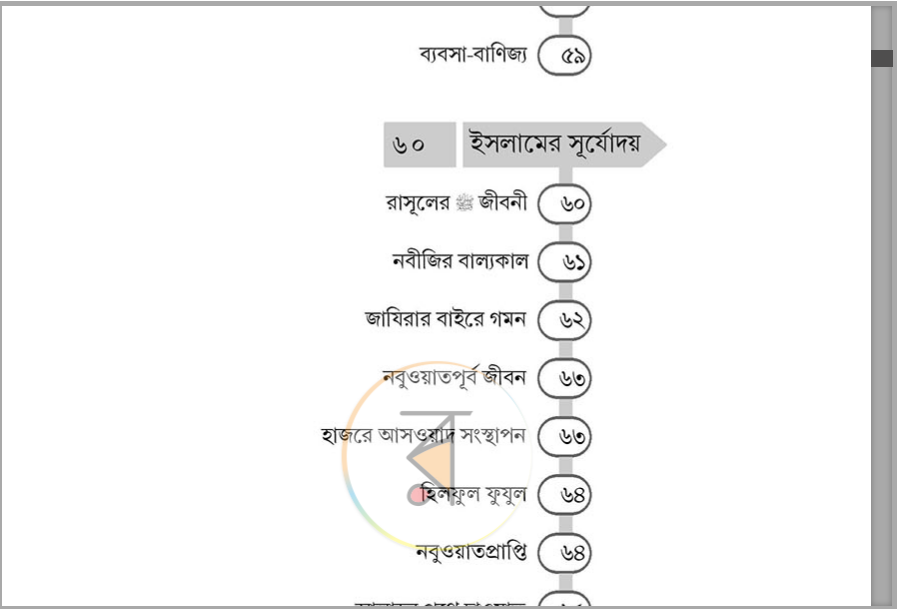 ব্যবসা-বাণিজ্য ৫৯
৬০ ইসলামের সূর্যোদয়
রাসূলের ﷺ জীবনী ৬০
নবীজির বাল্যকাল ৬১
জাযিরার বাইরে গমন ৬২
নবুওয়াতপূর্ব জীবন ৬৩
হাজরে আসওয়াদ সংস্থাপন ৬৩
হিলফুল ফুযুল ৬৪
নবুওয়াতপ্রাপ্তি ৬৪